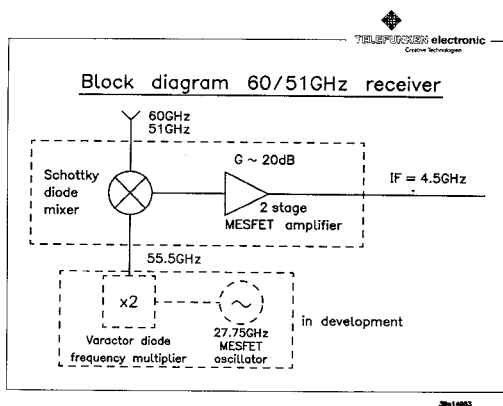 TELEFUNKEN electronic
Creative Technologien
Block diagram 60/51GHz receiver
60GHz
51GHz
G ~ 20dB
Schottky
diode
mixer
IF = 4.5GHz
2 stage
MESFET amplifier
55.5GHz
x2
~
in development
Varactor diode
frequency multiplier
27.75GHz
MESFET
oscillator